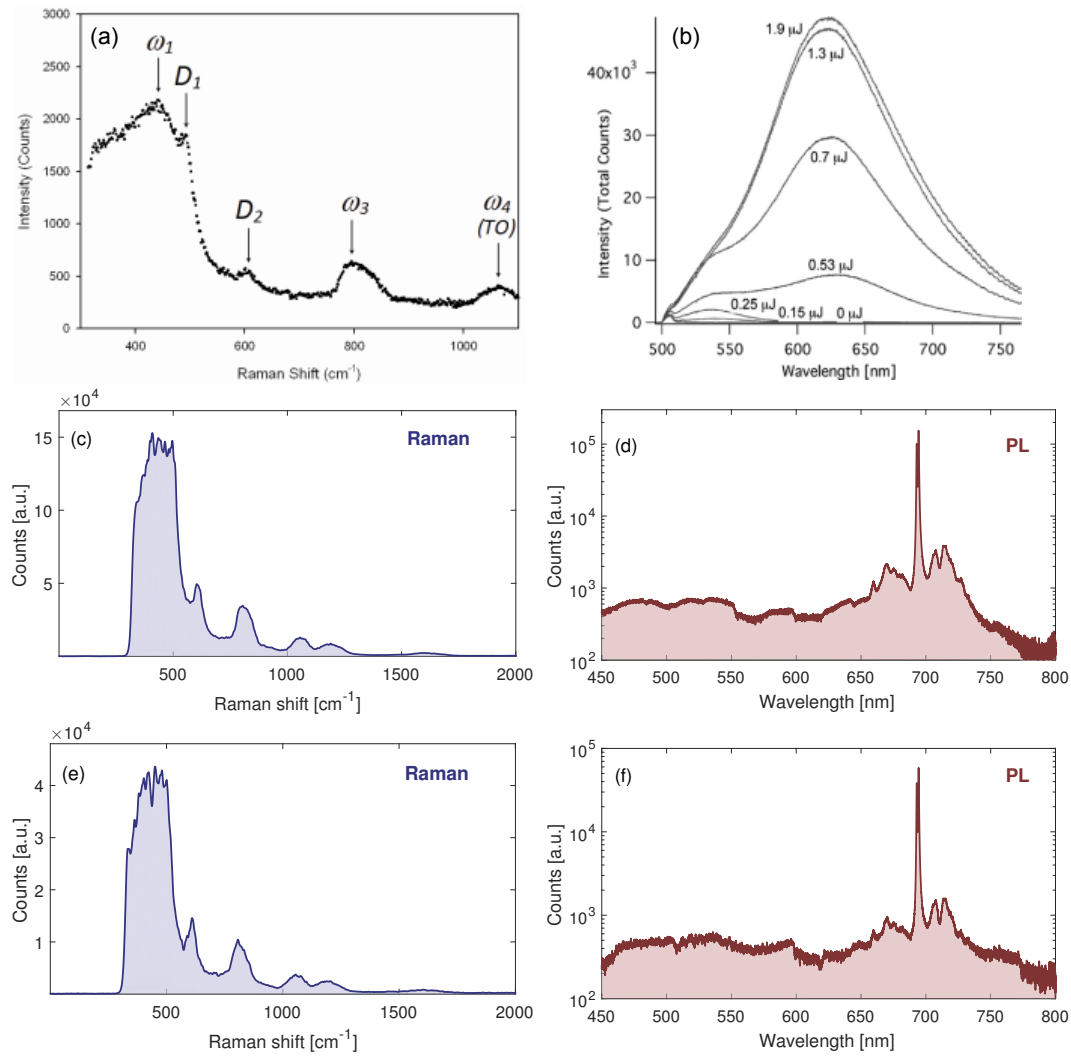 (a)
3000
2500
2000
1500
1000
500
0
Intensity (Counts)
ω₁
D₁
D₂
ω₃
ω₄
(TO)
400
600
800
1000
Raman Shift (cm⁻¹)
(b)
1.9 μJ
1.3 μJ
0.7 μJ
0.53 μJ
0.25 μJ
0.15 μJ
0 μJ
40x10³
30
20
10
0
Intensity (Total Counts)
500
550
600
650
700
750
Wavelength [nm]
×10⁴
(c)
Raman
15
10
5
Counts [a.u.]
500
1000
1500
2000
Raman shift [cm⁻¹]
(d)
PL
10⁵
10⁴
10³
10²
Counts [a.u.]
450
500
550
600
650
700
750
800
Wavelength [nm]
×10⁴
(e)
Raman
4
3
2
1
Counts [a.u.]
500
1000
1500
2000
Raman shift [cm⁻¹]
(f)
PL
10⁵
10⁴
10³
10²
Counts [a.u.]
450
500
550
600
650
700
750
800
Wavelength [nm]